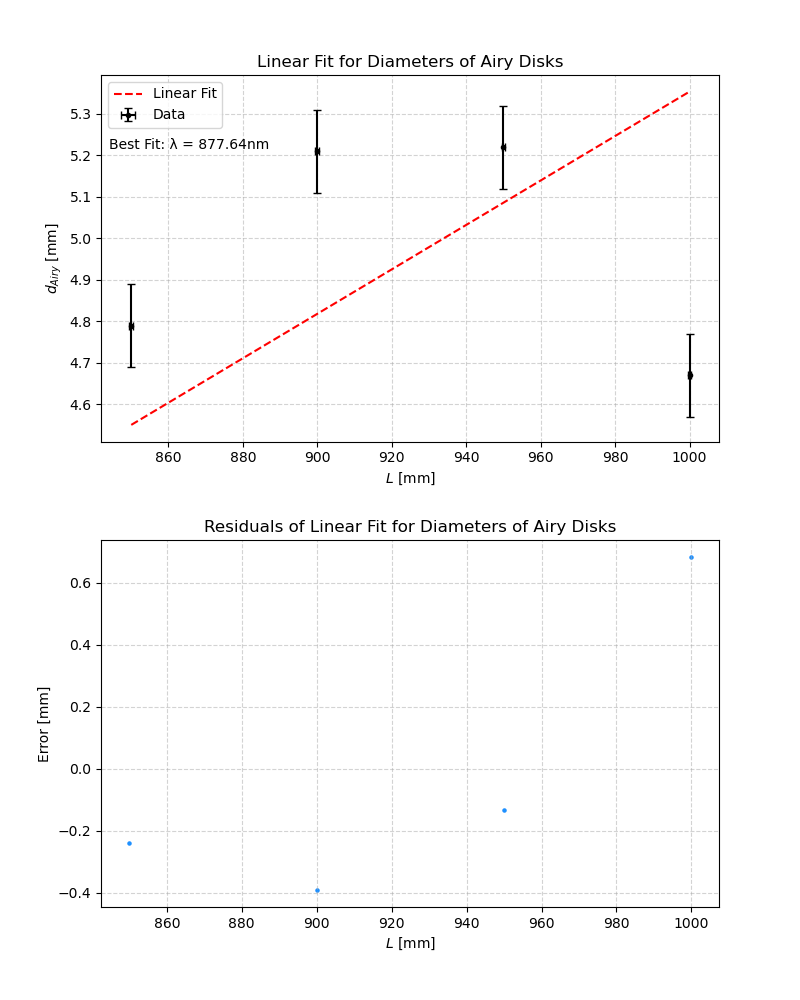 Linear Fit for Diameters of Airy Disks
Linear Fit
Data
Best Fit: λ = 877.64nm
5.3
5.2
5.1
5.0
4.9
4.8
4.7
4.6
d_{Airy} [mm]
860 880 900 920 940 960 980 1000
L [mm]
Residuals of Linear Fit for Diameters of Airy Disks
0.6
0.4
0.2
0.0
−0.2
−0.4
Error [mm]
860 880 900 920 940 960 980 1000
L [mm]